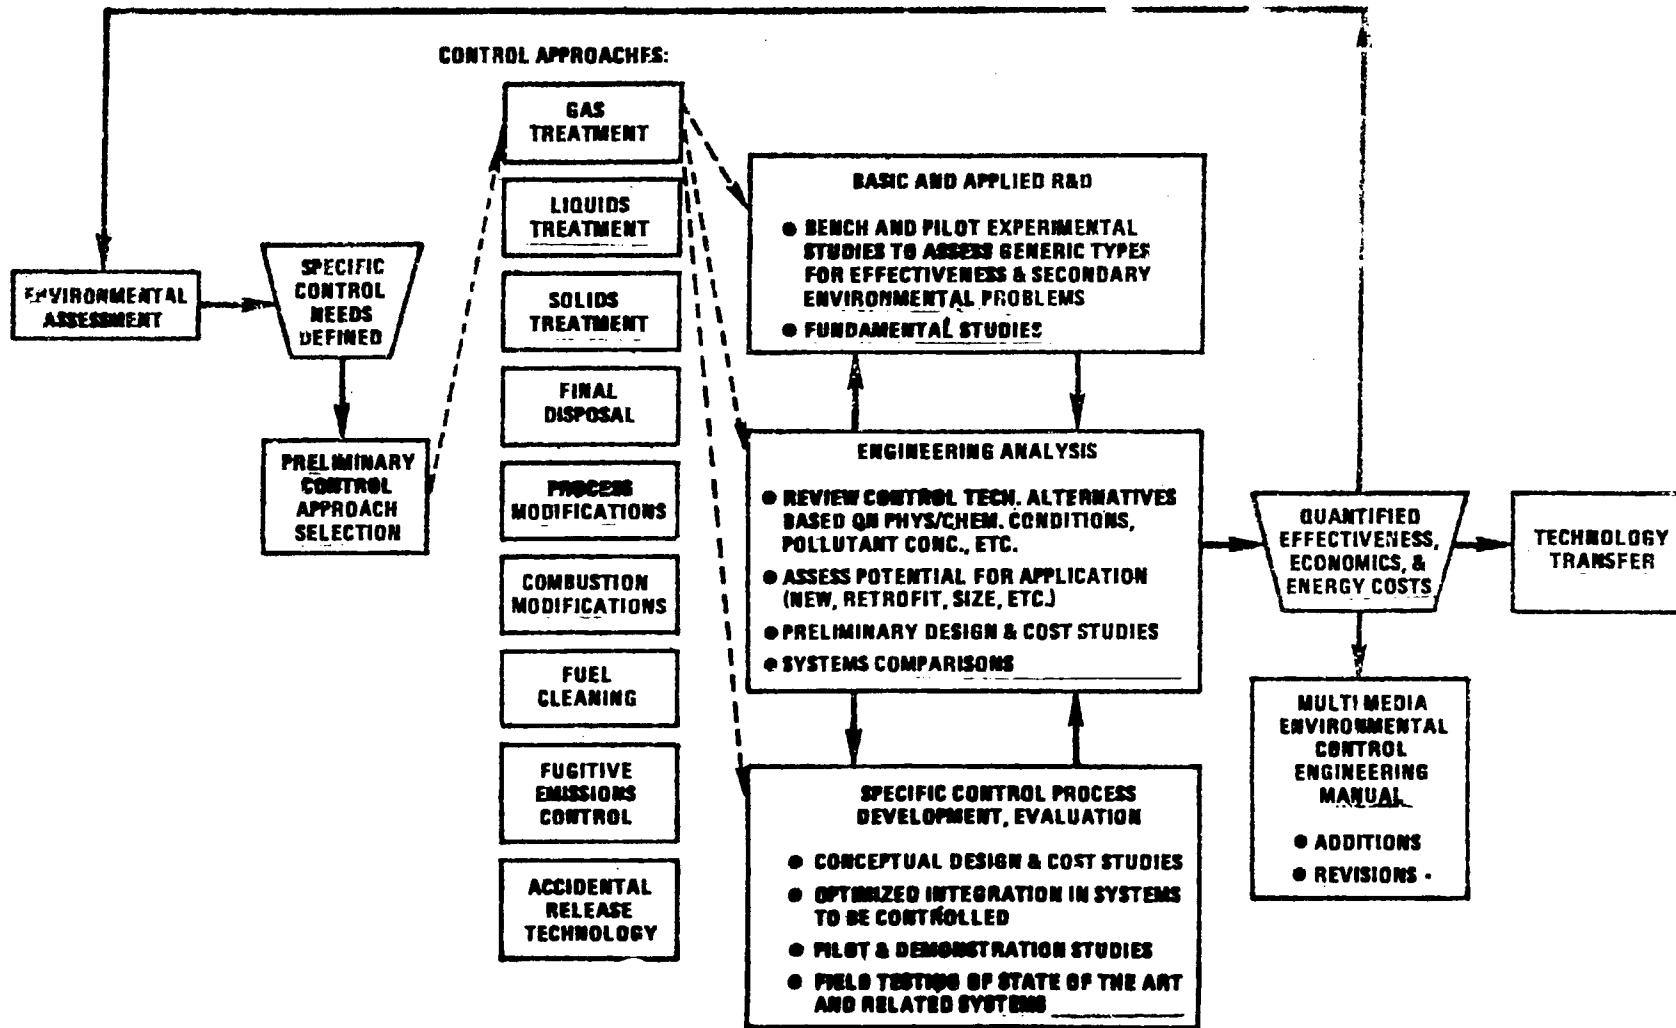 CONTROL APPROACHES:
ENVIRONMENTAL
ASSESSMENT
SPECIFIC
CONTROL
NEEDS
DEFINED
PRELIMINARY
CONTROL
APPROACH
SELECTION
GAS
TREATMENT
LIQUIDS
TREATMENT
SOLIDS
TREATMENT
FINAL
DISPOSAL
PROCESS
MODIFICATIONS
COMBUSTION
MODIFICATIONS
FUEL
CLEANING
FUGITIVE
EMISSIONS
CONTROL
ACCIDENTAL
RELEASE
TECHNOLOGY
BASIC AND APPLIED R&D
● BENCH AND PILOT EXPERIMENTAL
STUDIES TO ASSESS GENERIC TYPES
FOR EFFECTIVENESS & SECONDARY
ENVIRONMENTAL PROBLEMS
● FUNDAMENTAL STUDIES
ENGINEERING ANALYSIS
● REVIEW CONTROL TECH. ALTERNATIVES
BASED ON PHYS/CHEM. CONDITIONS,
POLLUTANT CONC., ETC.
● ASSESS POTENTIAL FOR APPLICATION
(NEW, RETROFIT, SIZE, ETC.)
● PRELIMINARY DESIGN & COST STUDIES
● SYSTEMS COMPARISONS
SPECIFIC CONTROL PROCESS
DEVELOPMENT, EVALUATION
● CONCEPTUAL DESIGN & COST STUDIES
● OPTIMIZED INTEGRATION IN SYSTEMS
TO BE CONTROLLED
● PILOT & DEMONSTRATION STUDIES
● FIELD TESTING OF STATE OF THE ART
AND RELATED SYSTEMS
QUANTIFIED
EFFECTIVENESS,
ECONOMICS, &
ENERGY COSTS
TECHNOLOGY
TRANSFER
MULTIMEDIA
ENVIRONMENTAL
CONTROL
ENGINEERING
MANUAL
● ADDITIONS
● REVISIONS